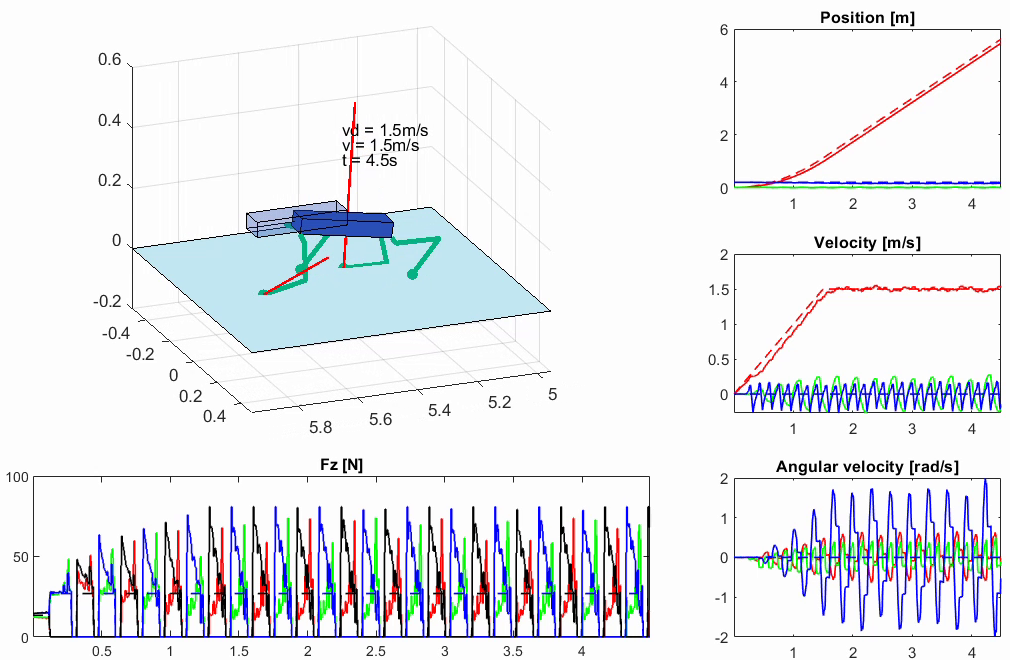 0.6
0.4
0.2
0
-0.2
-0.4
-0.2
0
0.2
0.4
5.8
5.6
5.4
5.2
5
vd = 1.5m/s
v = 1.5m/s
t = 4.5s
Position [m]
6
4
2
0
1 2 3 4
Velocity [m/s]
2
1.5
1
0.5
0
1 2 3 4
Fz [N]
100
50
0
0.5 1 1.5 2 2.5 3 3.5 4
Angular velocity [rad/s]
2
1
0
-1
-2
1 2 3 4